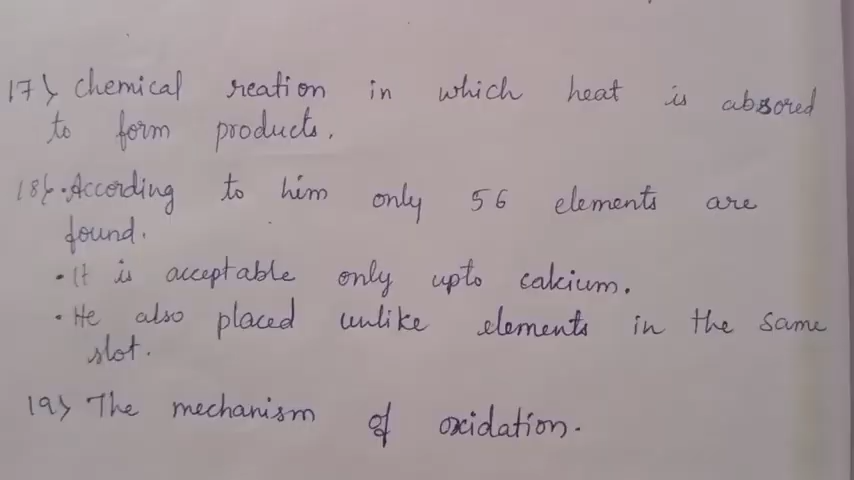 17> Chemical reation in which heat is absored
to form products.
18> • According to him only 56 elements are
found.
• It is acceptable only upto calcium.
• He also placed unlike elements in the same
slot.
19> The mechanism of oxidation.